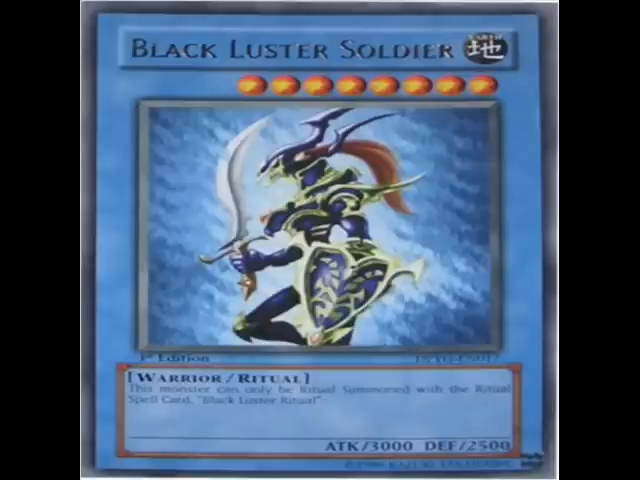 BLACK LUSTER SOLDIER
EARTH
地
1st Edition
[WARRIOR/RITUAL]
This monster can only be Ritual Summoned with the Ritual
Spell Card, "Black Luster Ritual".
ATK/3000 DEF/2500